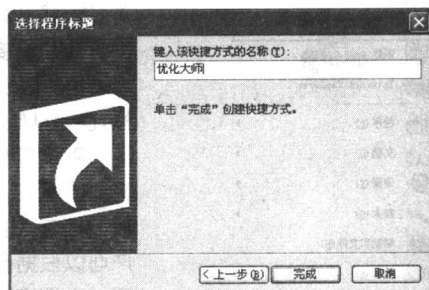 选择程序标题
键入该快捷方式的名称(T):
优化大师
单击“完成”创建快捷方式。
<上一步(B)
完成
取消